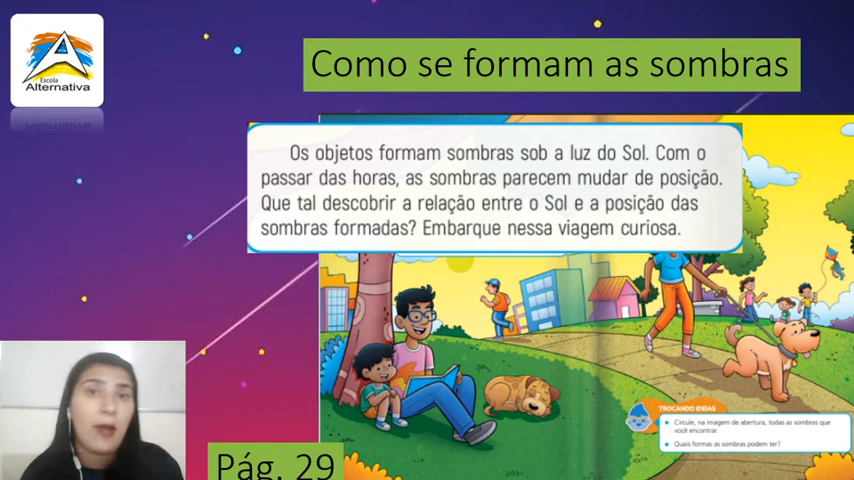 Escola
Alternativa
Como se formam as sombras
Os objetos formam sombras sob a luz do Sol. Com o
passar das horas, as sombras parecem mudar de posição.
Que tal descobrir a relação entre o Sol e a posição das
sombras formadas? Embarque nessa viagem curiosa.
TROCANDO IDEIAS
Circule, na imagem de abertura, todas as sombras que
você encontrar.
Quais formas as sombras podem ter?
Pág. 29